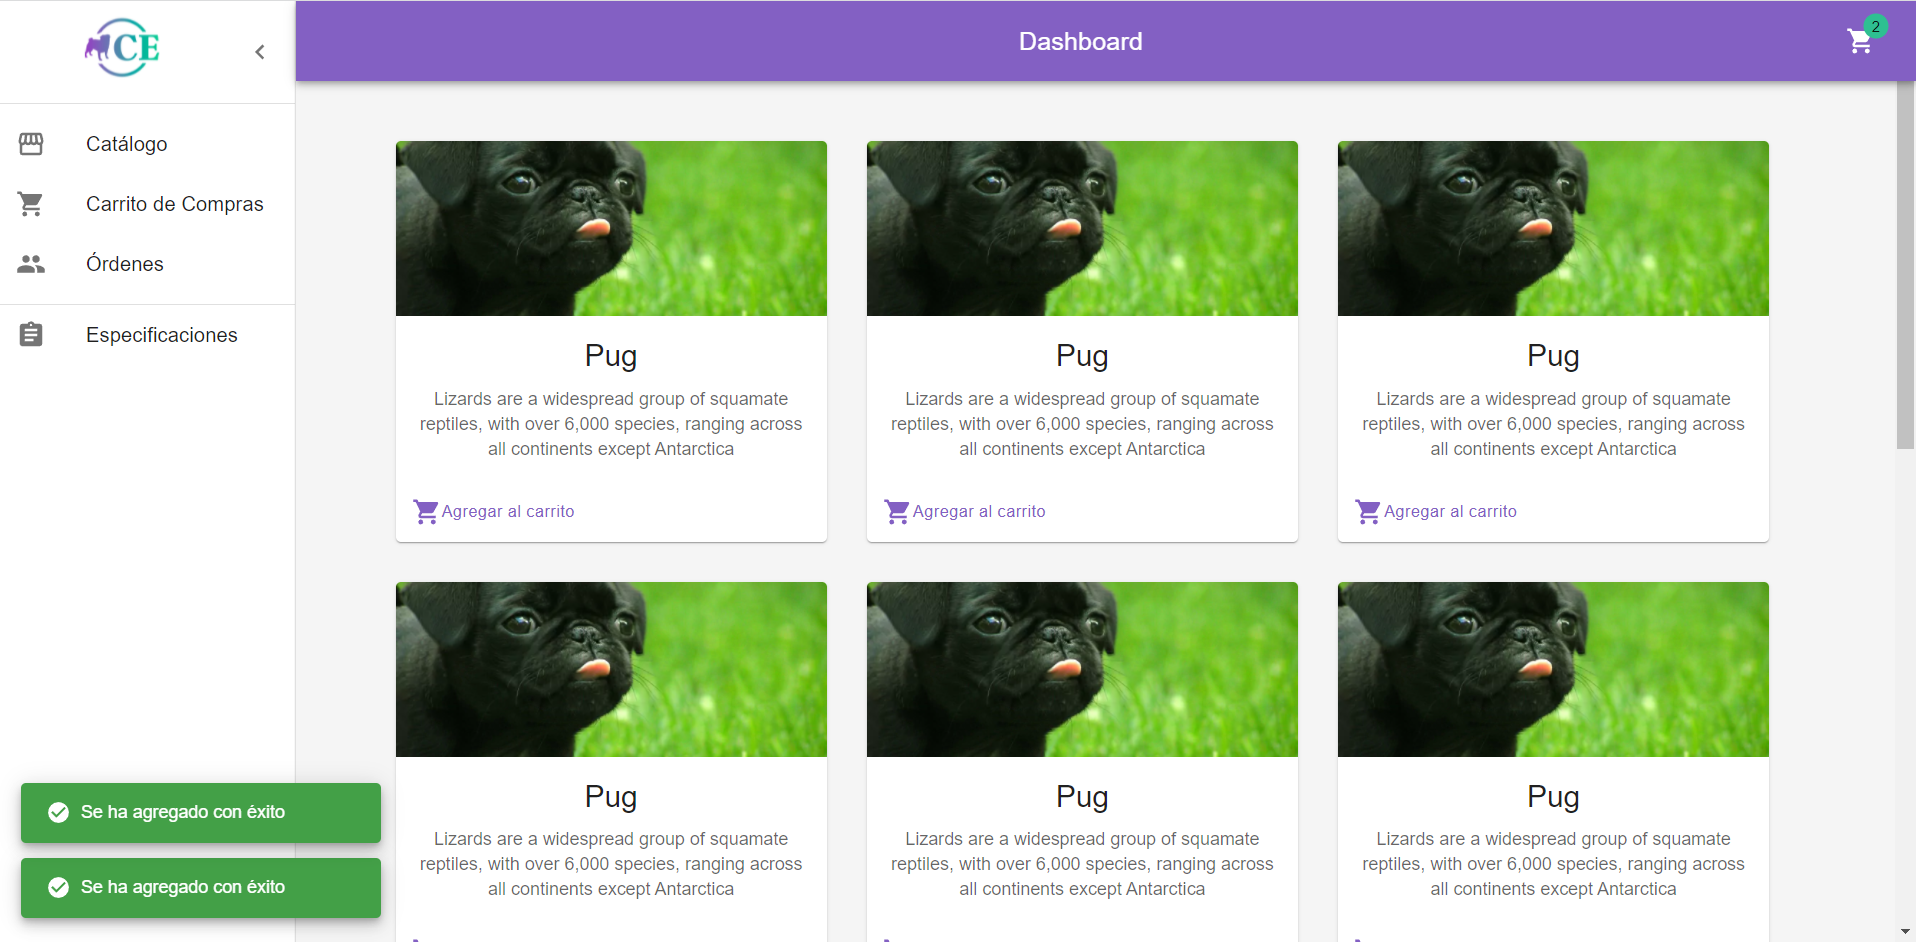 CE
Dashboard
2
Catálogo
Carrito de Compras
Órdenes
Especificaciones
Pug
Lizards are a widespread group of squamate
reptiles, with over 6,000 species, ranging across
all continents except Antarctica
Agregar al carrito
Pug
Lizards are a widespread group of squamate
reptiles, with over 6,000 species, ranging across
all continents except Antarctica
Agregar al carrito
Pug
Lizards are a widespread group of squamate
reptiles, with over 6,000 species, ranging across
all continents except Antarctica
Agregar al carrito
Pug
Lizards are a widespread group of squamate
reptiles, with over 6,000 species, ranging across
all continents except Antarctica
Pug
Lizards are a widespread group of squamate
reptiles, with over 6,000 species, ranging across
all continents except Antarctica
Pug
Lizards are a widespread group of squamate
reptiles, with over 6,000 species, ranging across
all continents except Antarctica
Se ha agregado con éxito
Se ha agregado con éxito